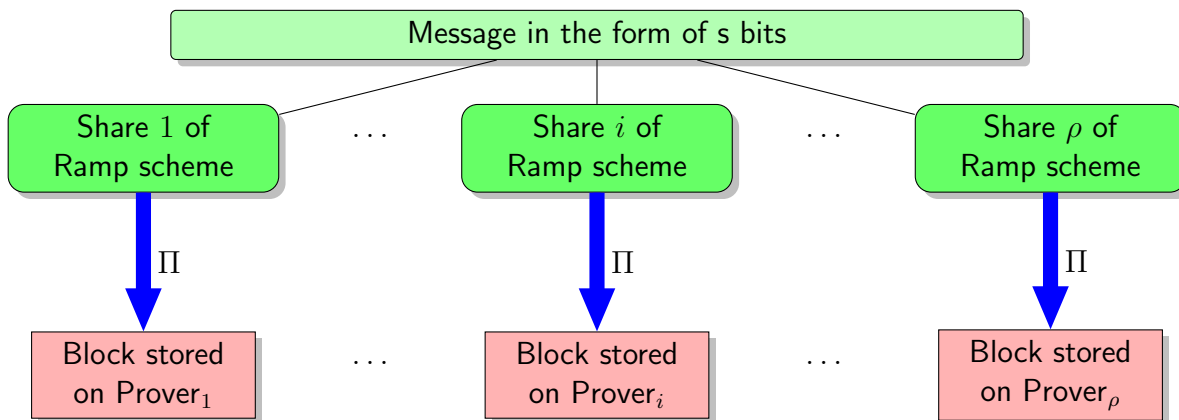 Message in the form of s bits
Share 1 of
Ramp scheme
...
Share i of
Ramp scheme
...
Share ρ of
Ramp scheme
Π
Π
Π
Block stored
on Prover₁
...
Block stored
on Proverᵢ
...
Block stored
on Proverᵨ